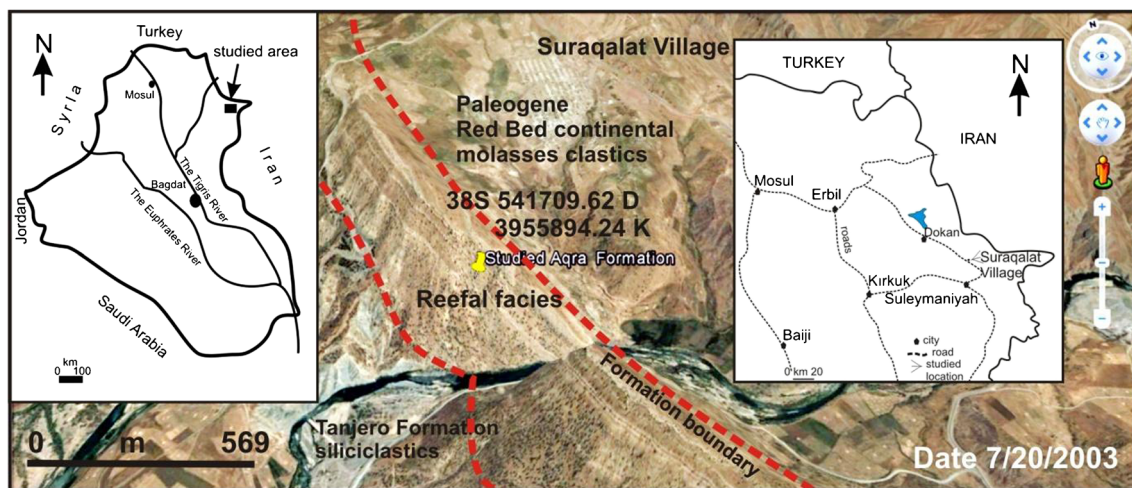 Turkey
N
studied area
Mosul
Syria
Iran
The Tigris River
Bagdat
The Euphrates River
Jordan
Saudi Arabia
km
0 100
Suraqalat Village
Paleogene
Red Bed continental
molasses clastics
38S 541709.62 D
3955894.24 K
Studied Aqra Formation
Reefal facies
Formation boundary
Tanjero Formation
siliciclastics
0 m 569
Date 7/20/2003
TURKEY
N
IRAN
Mosul
Erbil
roads
Dokan
Suraqalat
Village
Kırkuk
Suleymaniyah
Baiji
city
road
studied
location
0 km 20
N